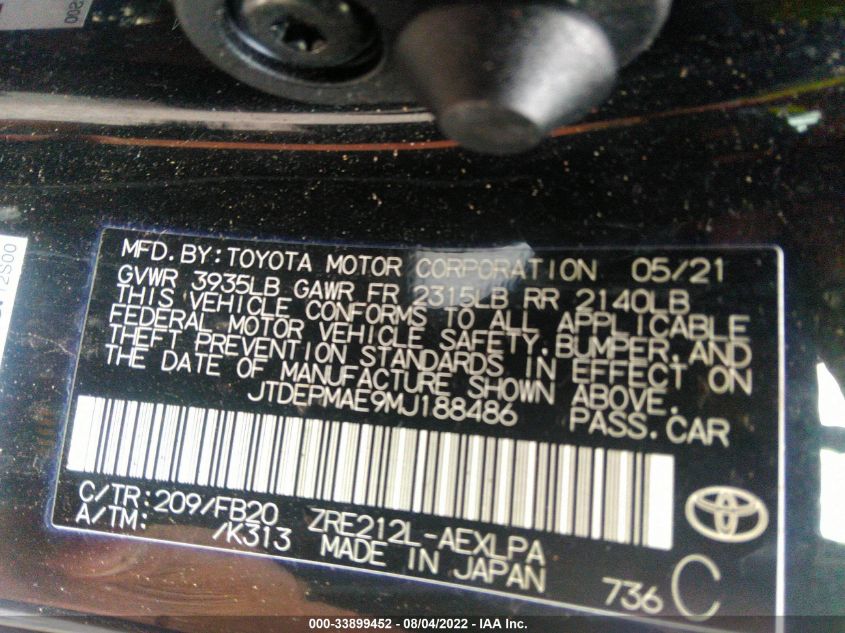 S00
12S00
MFD. BY: TOYOTA MOTOR CORPORATION 05/21
GVWR 3935LB GAWR FR 2315LB RR 2140LB
THIS VEHICLE CONFORMS TO ALL APPLICABLE
FEDERAL MOTOR VEHICLE SAFETY, BUMPER, AND
THEFT PREVENTION STANDARDS IN EFFECT ON
THE DATE OF MANUFACTURE SHOWN ABOVE.
JTDEPMAE9MJ188486 PASS. CAR
C/TR: 209/FB20 ZRE212L-AEXLPA
A/TM: /K313 MADE IN JAPAN 736 C
000-33899452 - 08/04/2022 - IAA Inc.